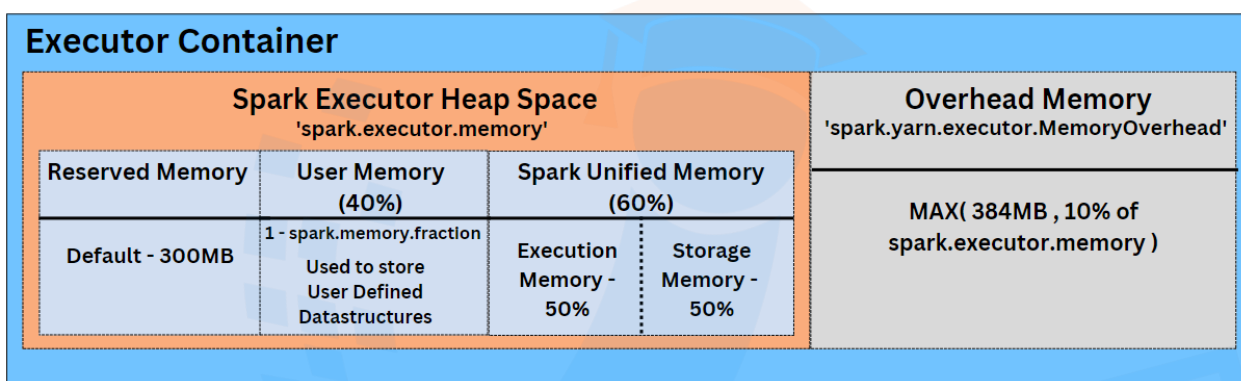 Executor Container
Spark Executor Heap Space
'spark.executor.memory'
Reserved Memory
Default - 300MB
User Memory
(40%)
1 - spark.memory.fraction
Used to store
User Defined
Datastructures
Spark Unified Memory
(60%)
Execution
Memory -
50%
Storage
Memory -
50%
Overhead Memory
'spark.yarn.executor.MemoryOverhead'
MAX( 384MB , 10% of
spark.executor.memory )